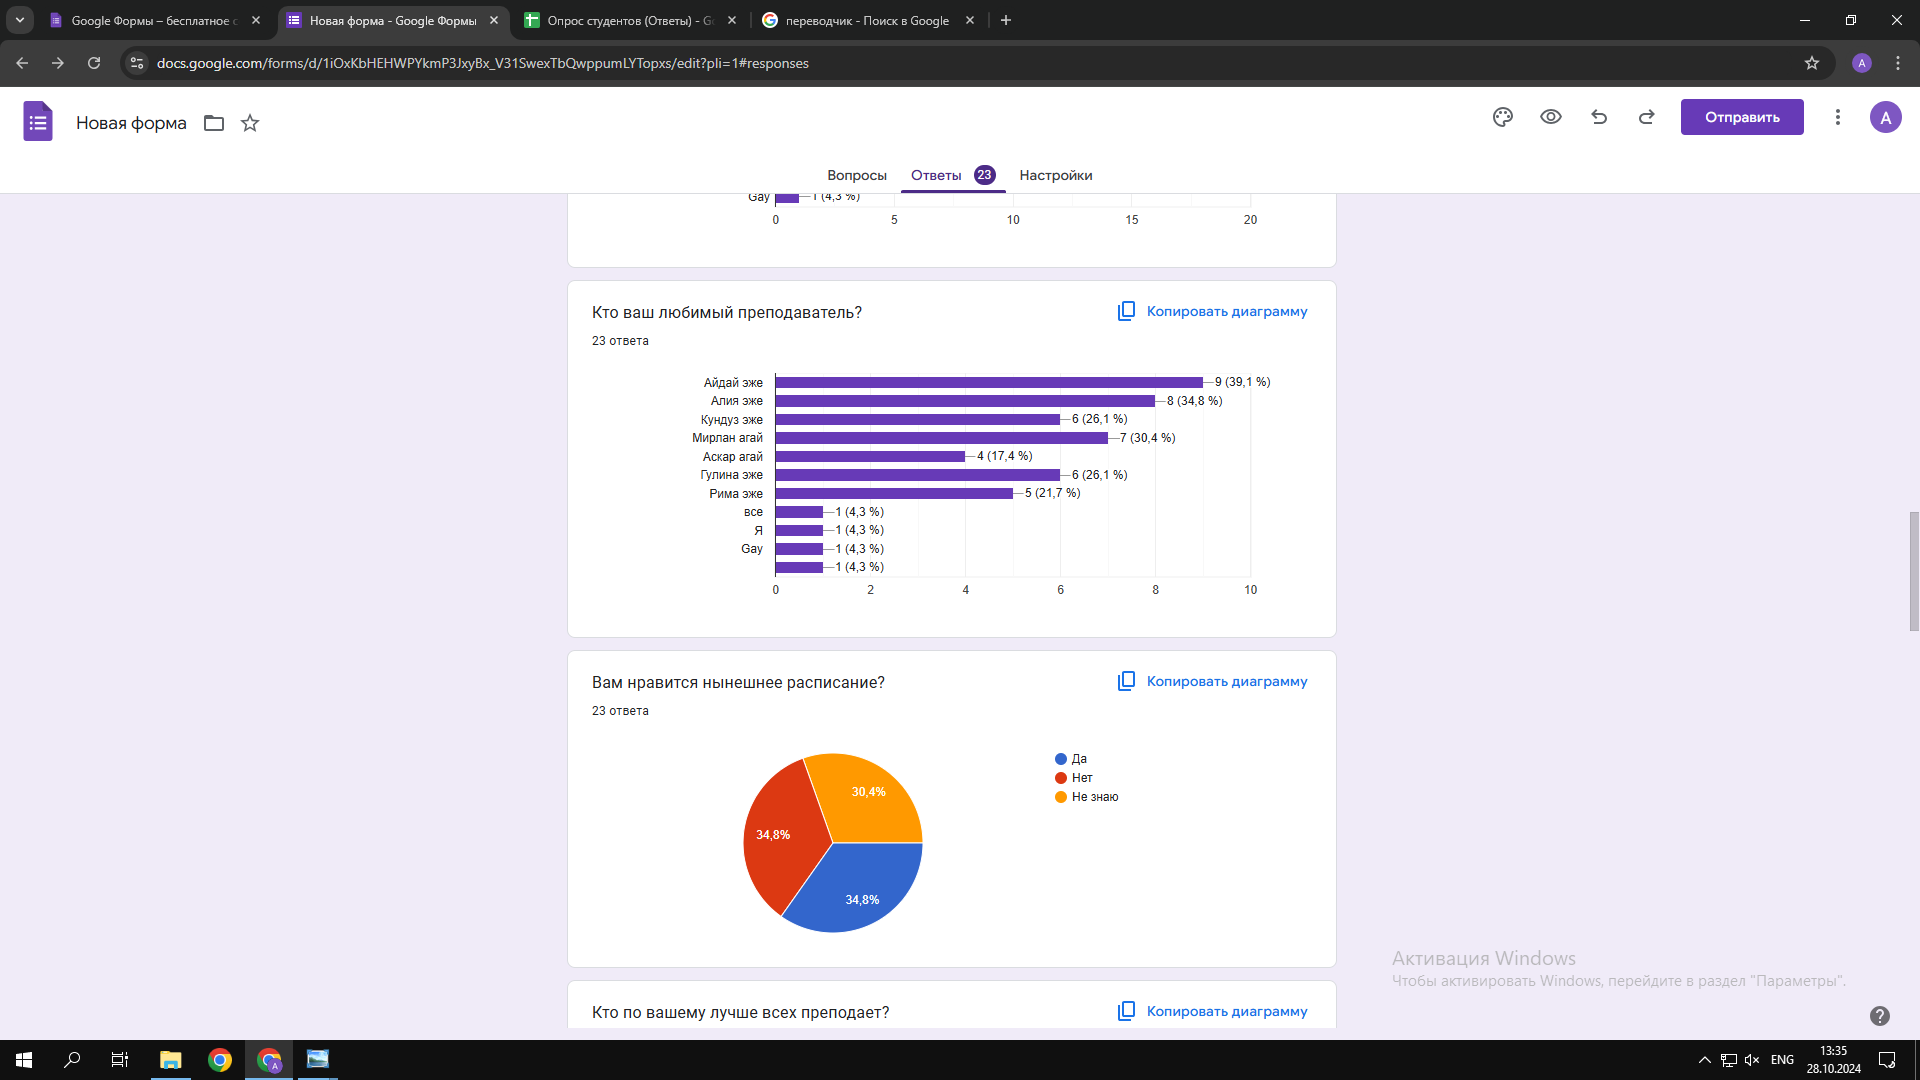 Google Формы – бесплатное с
Новая форма - Google Формы
Опрос студентов (Ответы) - Go
переводчик - Поиск в Google
docs.google.com/forms/d/1iOxKbHEHWPYkmP3JxyBx_V31SwexTbQwppumLYTopxs/edit?pli=1#responses
A
Новая форма
Отправить
A
Вопросы
Ответы 23
Настройки
Gay 1 (4,3 %)
0 5 10 15 20
Кто ваш любимый преподаватель?
Копировать диаграмму
23 ответа
Айдай эже 9 (39,1 %)
Алия эже 8 (34,8 %)
Кундуз эже 6 (26,1 %)
Мирлан агай 7 (30,4 %)
Аскар агай 4 (17,4 %)
Гулина эже 6 (26,1 %)
Рима эже 5 (21,7 %)
все 1 (4,3 %)
Я 1 (4,3 %)
Gay 1 (4,3 %)
1 (4,3 %)
0 2 4 6 8 10
Вам нравится нынешнее расписание?
Копировать диаграмму
23 ответа
Да
Нет
Не знаю
30,4%
34,8%
34,8%
Активация Windows
Чтобы активировать Windows, перейдите в раздел "Параметры".
Кто по вашему лучше всех преподает?
Копировать диаграмму
A
ENG
13:35
28.10.2024